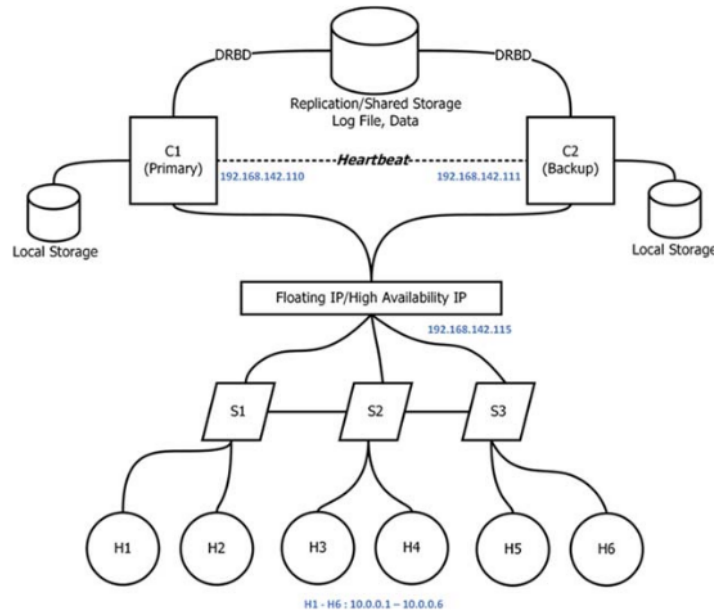 DRBD
DRBD
Replication/Shared Storage
Log File, Data
C1
(Primary)
Heartbeat
C2
(Backup)
192.168.142.110
192.168.142.111
Local Storage
Local Storage
Floating IP/High Availability IP
192.168.142.115
S1
S2
S3
H1
H2
H3
H4
H5
H6
H1 - H6 : 10.0.0.1 – 10.0.0.6